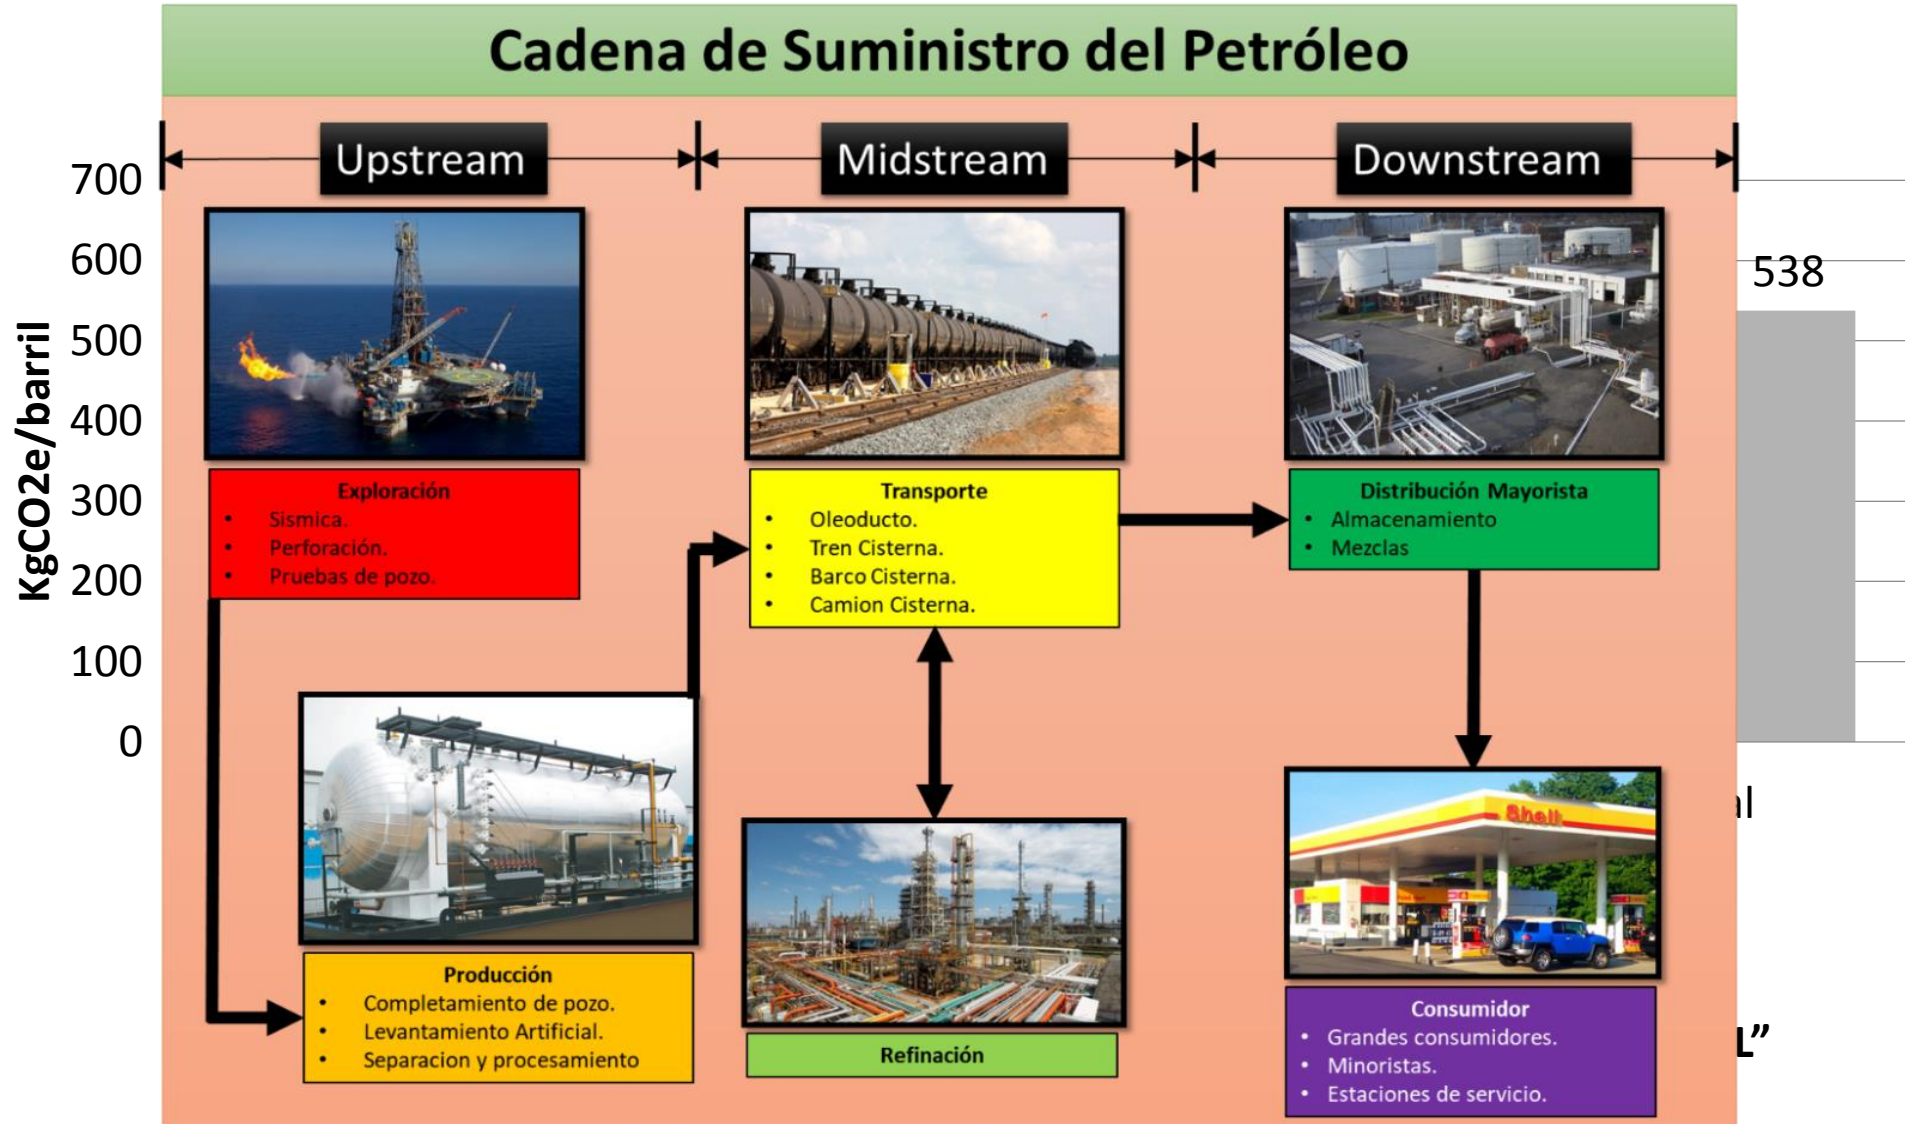 Cadena de Suministro del Petróleo
Upstream
Midstream
Downstream
700
600
500
400
300
200
100
0
KgCO2e/barril
538
Exploración
• Sismica.
• Perforación.
• Pruebas de pozo.
Producción
• Completamiento de pozo.
• Levantamiento Artificial.
• Separacion y procesamiento
Transporte
• Oleoducto.
• Tren Cisterna.
• Barco Cisterna.
• Camion Cisterna.
Refinación
Distribución Mayorista
• Almacenamiento
• Mezclas
Shell
Consumidor
• Grandes consumidores.
• Minoristas.
• Estaciones de servicio.